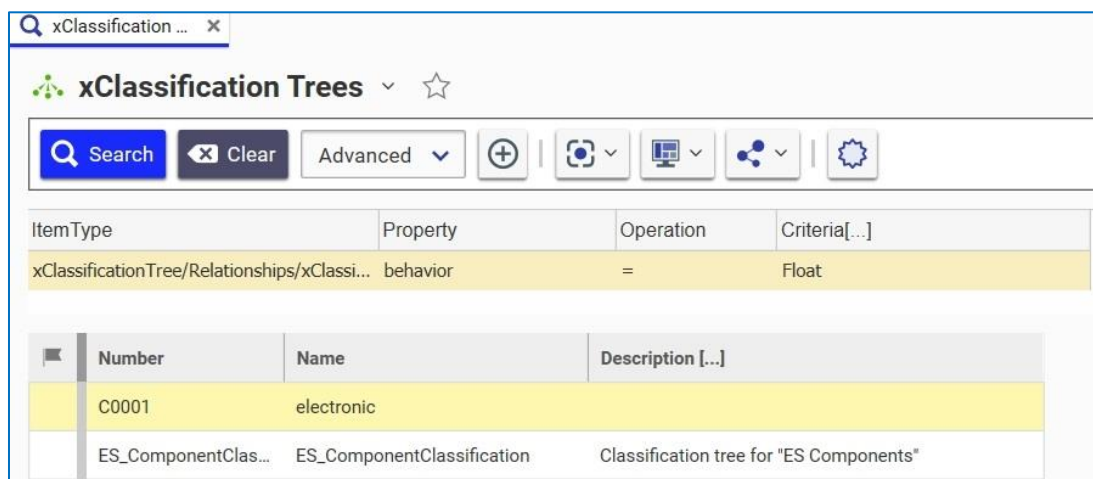 xClassification ...
xClassification Trees
Search Clear Advanced
ItemType Property Operation Criteria[...]
xClassificationTree/Relationships/xClassi... behavior = Float
Number Name Description [...]
C0001 electronic
ES_ComponentClas... ES_ComponentClassification Classification tree for "ES Components"